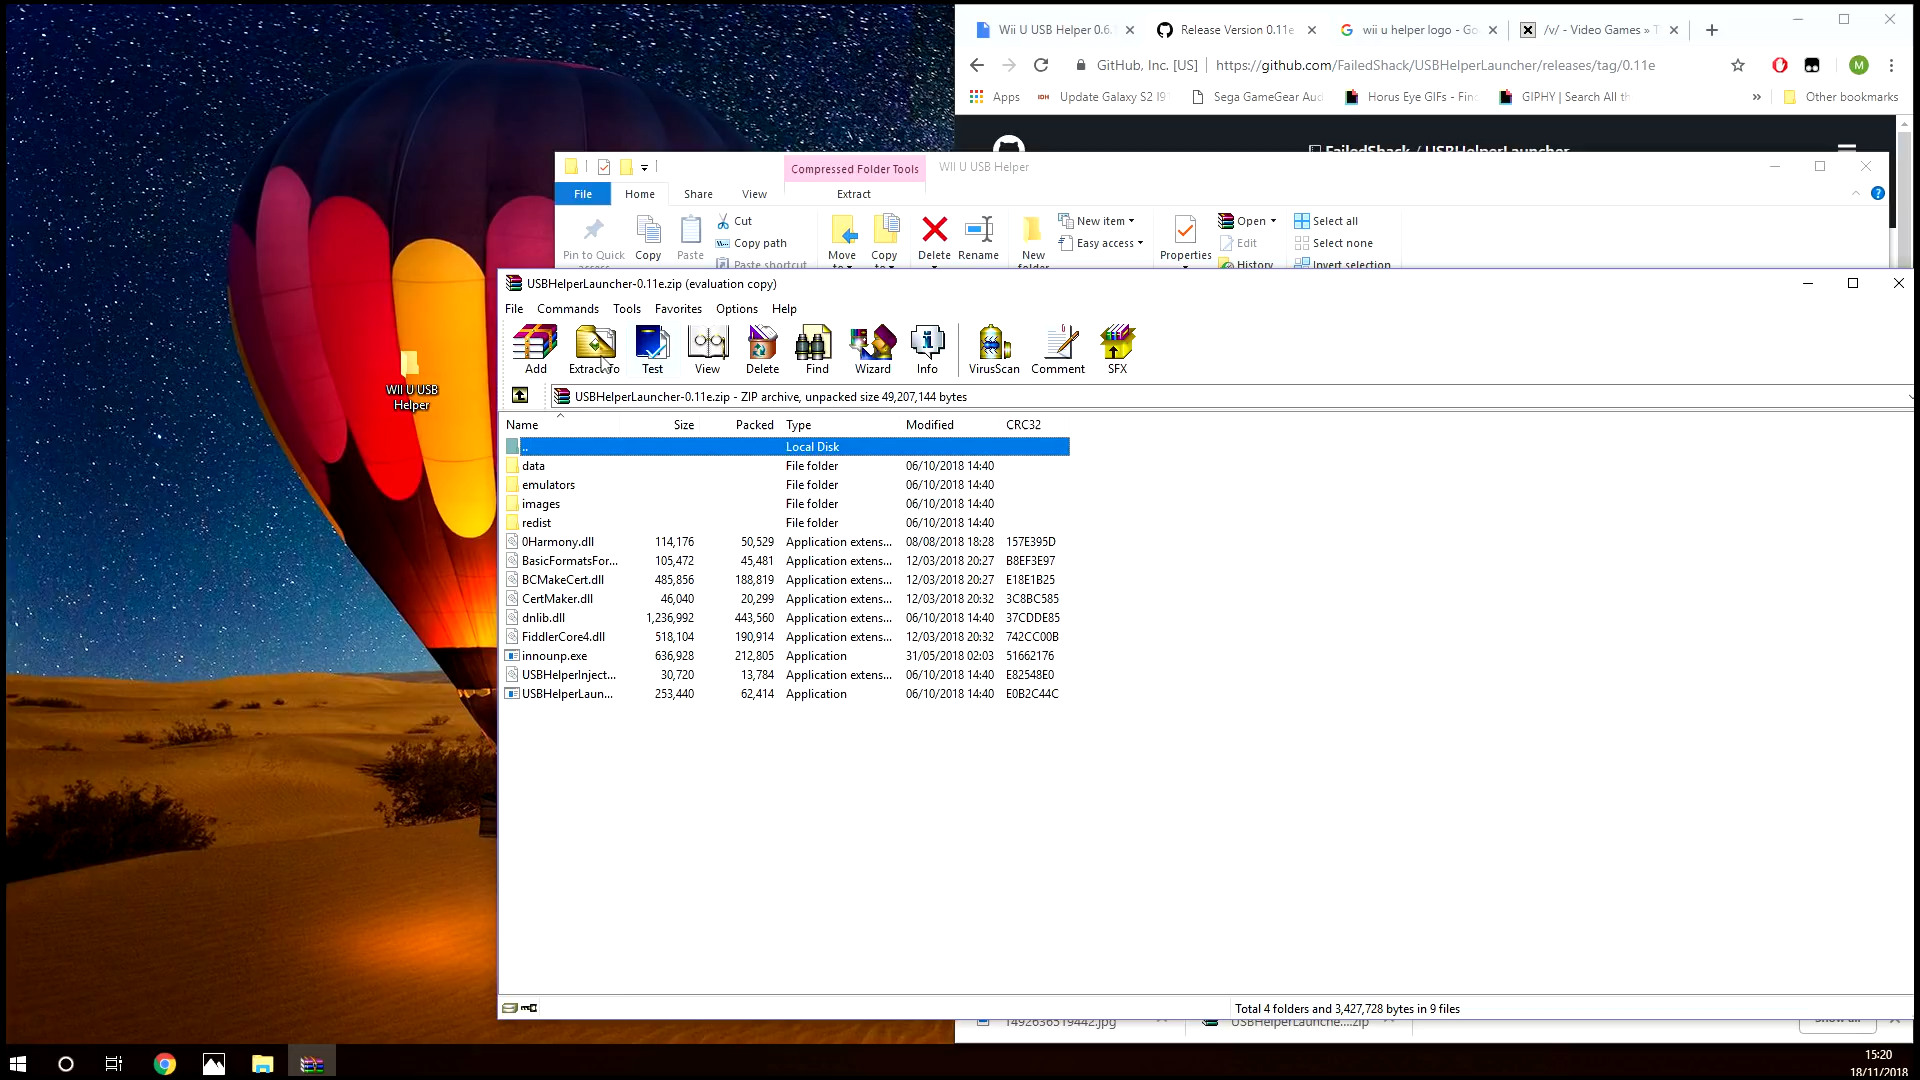 Wii U USB Helper 0.6.
Release Version 0.11e
wii u helper logo - Go
/v/ - Video Games » T
GitHub, Inc. [US]
https://github.com/FailedShack/USBHelperLauncher/releases/tag/0.11e
M
Apps
Update Galaxy S2 I9
Sega GameGear Aud
Horus Eye GIFs - Find
GIPHY | Search All th
»
Other bookmarks
FailedShack / USBHelperLauncher
Compressed Folder Tools
WII U USB Helper
File
Home
Share
View
Extract
Pin to Quick
Copy
Paste
Cut
Copy path
Paste shortcut
Move
to
Copy
to
Delete
Rename
New
folder
New item
Easy access
Properties
Open
Edit
History
Select all
Select none
Invert selection
USBHelperLauncher-0.11e.zip (evaluation copy)
File Commands Tools Favorites Options Help
Add
Extract To
Test
View
Delete
Find
Wizard
Info
VirusScan
Comment
SFX
USBHelperLauncher-0.11e.zip - ZIP archive, unpacked size 49,207,144 bytes
Name Size Packed Type Modified CRC32
.. Local Disk
data File folder 06/10/2018 14:40
emulators File folder 06/10/2018 14:40
images File folder 06/10/2018 14:40
redist File folder 06/10/2018 14:40
0Harmony.dll 114,176 50,529 Application extens... 08/08/2018 18:28 157E395D
BasicFormatsFor... 105,472 45,481 Application extens... 12/03/2018 20:27 B8EF3E97
BCMakeCert.dll 485,856 188,819 Application extens... 12/03/2018 20:27 E18E1B25
CertMaker.dll 46,040 20,299 Application extens... 12/03/2018 20:32 3C8BC585
dnlib.dll 1,236,992 443,560 Application extens... 06/10/2018 14:40 37CDDE85
FiddlerCore4.dll 518,104 190,914 Application extens... 12/03/2018 20:32 742CC00B
innounp.exe 636,928 212,805 Application 31/05/2018 02:03 51662176
USBHelperInject... 30,720 13,784 Application extens... 06/10/2018 14:40 E82548E0
USBHelperLaun... 253,440 62,414 Application 06/10/2018 14:40 E0B2C44C
WII U USB
Helper
Total 4 folders and 3,427,728 bytes in 9 files
1492636519442.jpg
USBHelperLaunche....zip
Show all
15:20
18/11/2018